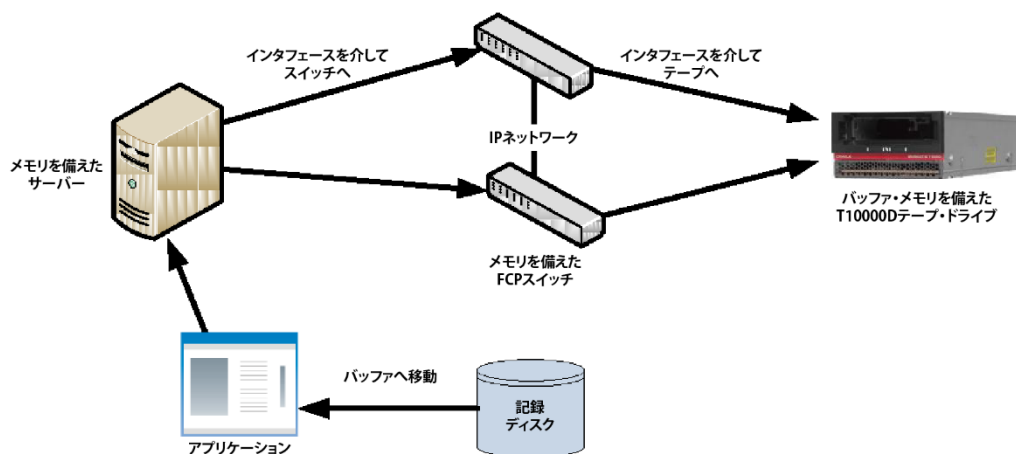 インタフェースを介して
スイッチへ
インタフェースを介して
テープへ
IPネットワーク
メモリを備えた
サーバー
バッファ・メモリを備えた
T10000Dテープ・ドライブ
メモリを備えた
FCPスイッチ
バッファへ移動
記録
ディスク
アプリケーション